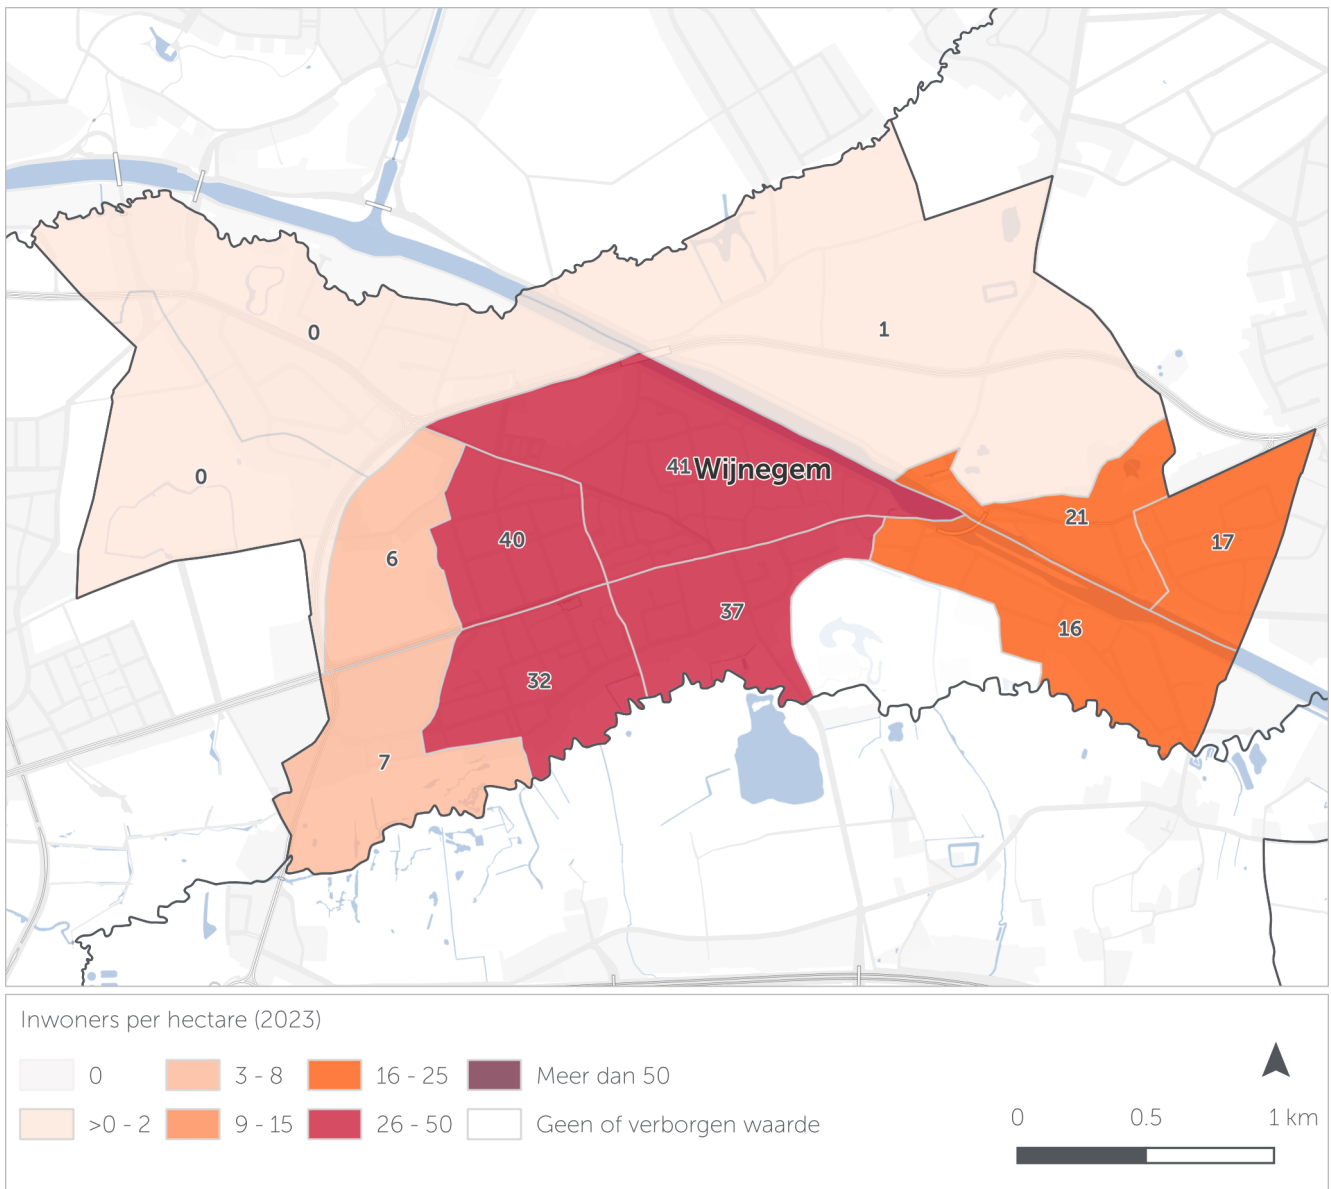 0
1
41 Wijnegem
0
21
40
17
6
37
16
32
7
Inwoners per hectare (2023)
0
3 - 8
16 - 25
Meer dan 50
>0 - 2
9 - 15
26 - 50
Geen of verborgen waarde
0 0.5 1 km